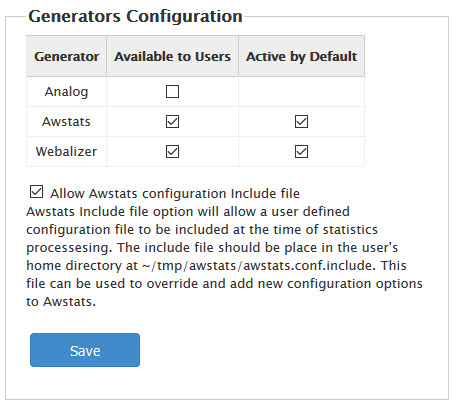 Generators Configuration
Generator Available to Users Active by Default
Analog
Awstats
Webalizer
Allow Awstats configuration Include file
Awstats Include file option will allow a user defined
configuration file to be included at the time of statistics
processesing. The include file should be place in the user's
home directory at ~/tmp/awstats/awstats.conf.include. This
file can be used to override and add new configuration options
to Awstats.
Save